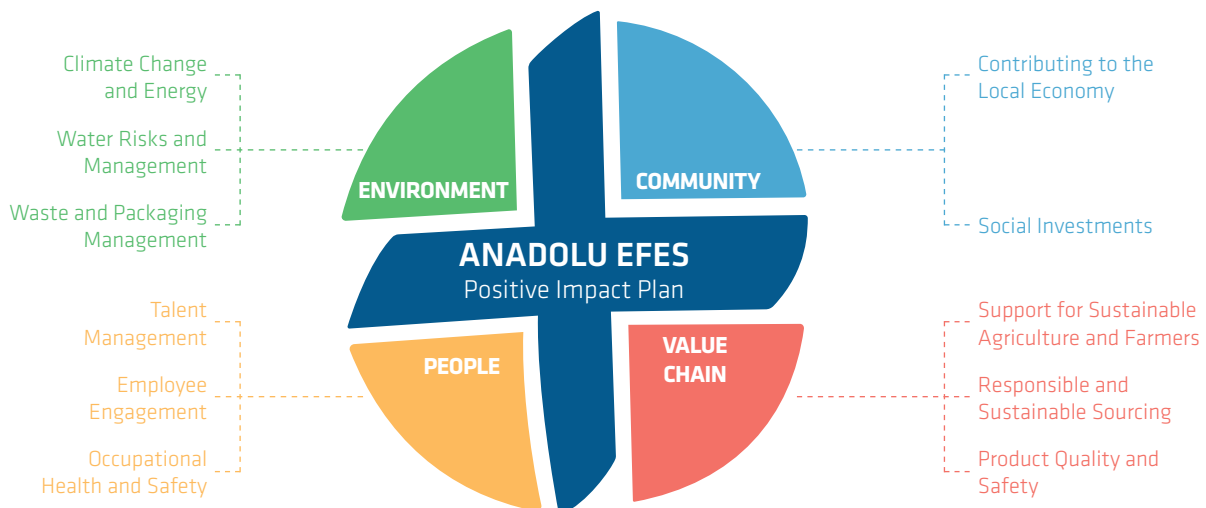 Climate Change
and Energy
Water Risks and
Management
Waste and Packaging
Management
ENVIRONMENT
COMMUNITY
Contributing to the
Local Economy
Social Investments
ANADOLU EFES
Positive Impact Plan
Talent
Management
Employee
Engagement
Occupational
Health and Safety
PEOPLE
VALUE
CHAIN
Support for Sustainable
Agriculture and Farmers
Responsible and
Sustainable Sourcing
Product Quality and
Safety